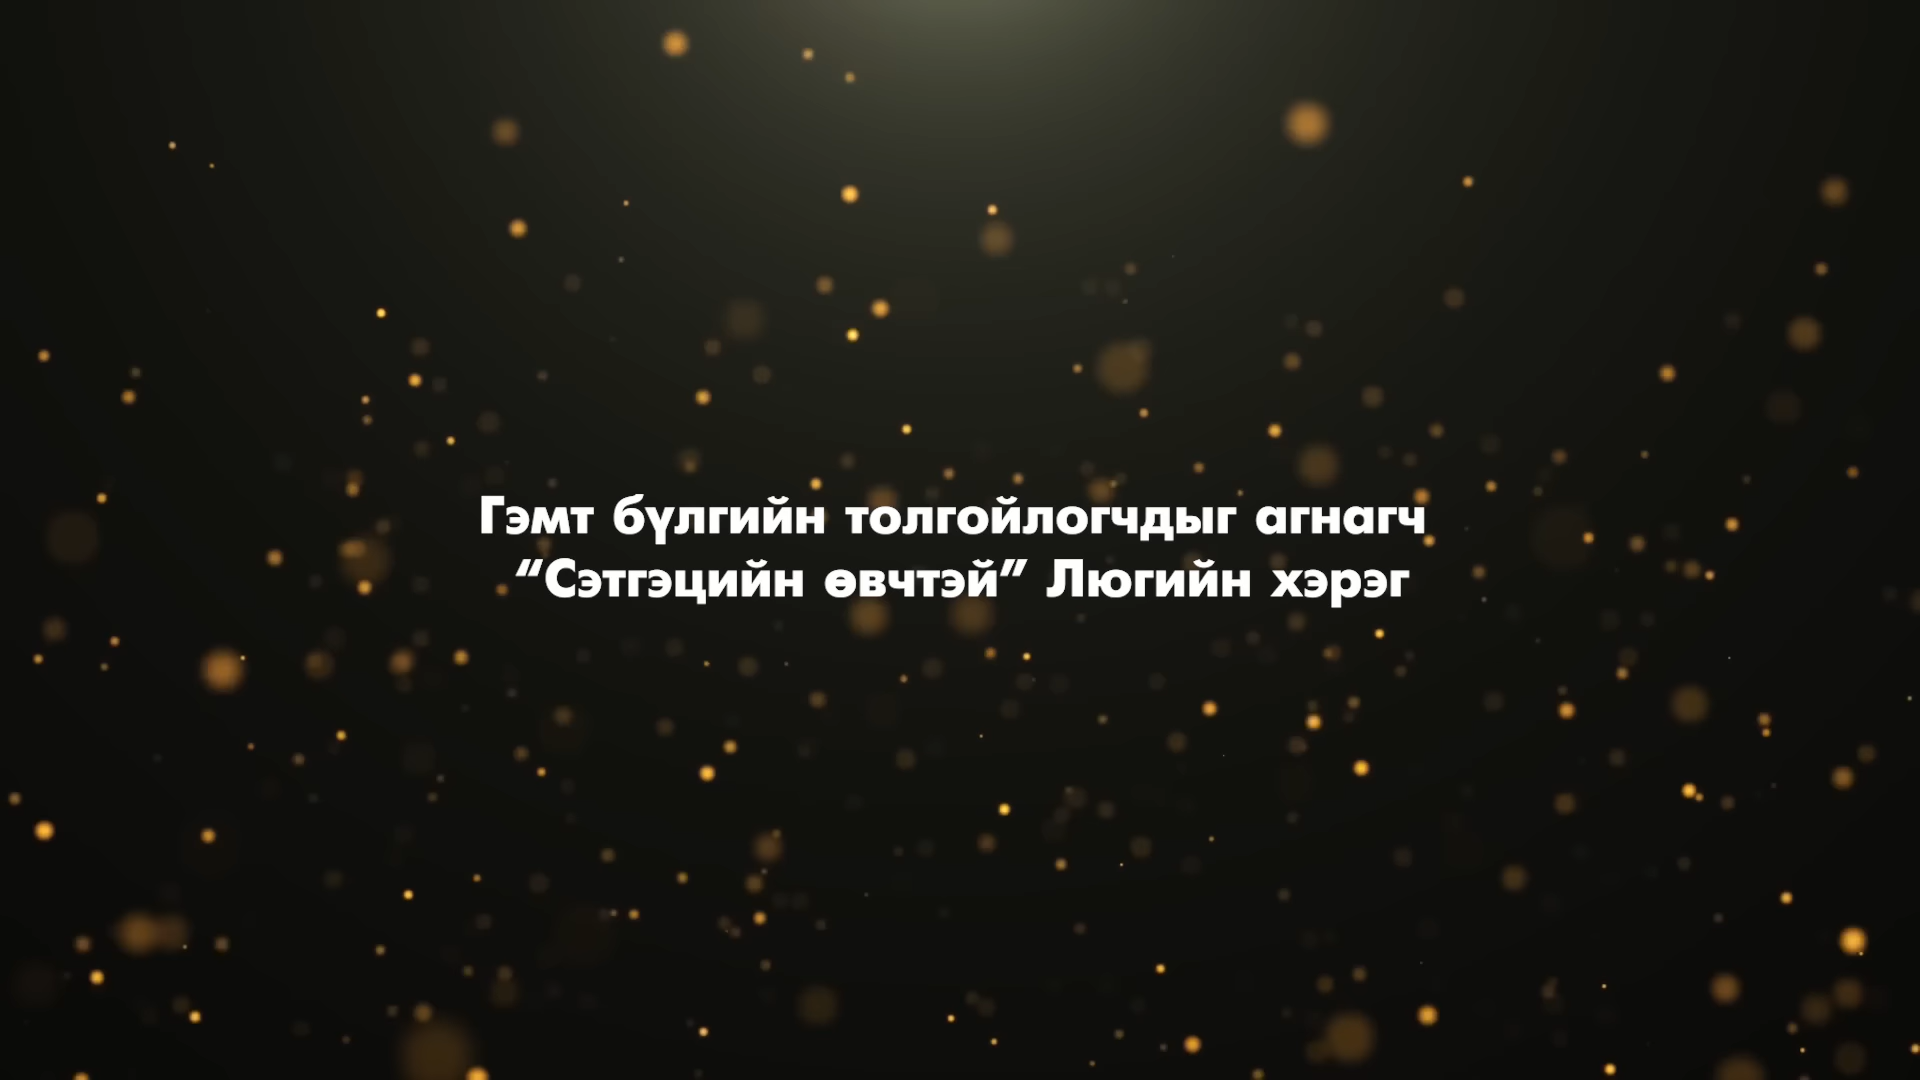 Гэмт бүлгийн толгойлогчдыг агнагч
“Сэтгэцийн өвчтэй” Люгийн хэрэг